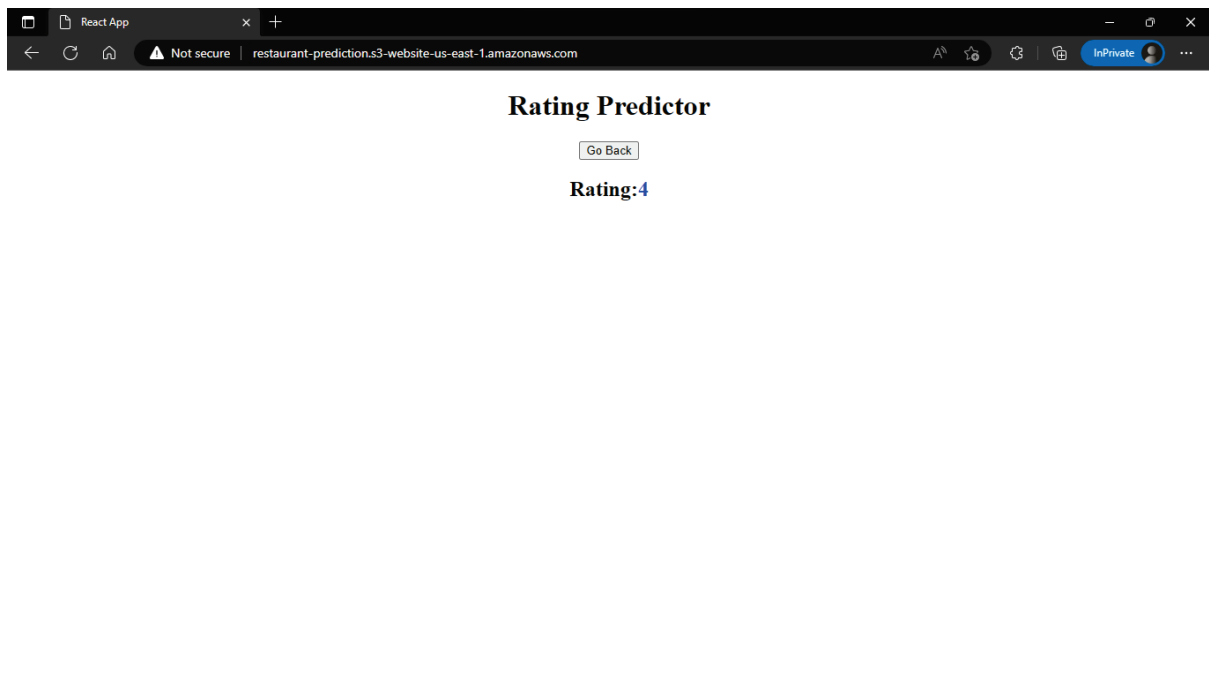 React App
Not secure restaurant-prediction.s3-website-us-east-1.amazonaws.com InPrivate
Rating Predictor
Go Back
Rating:4